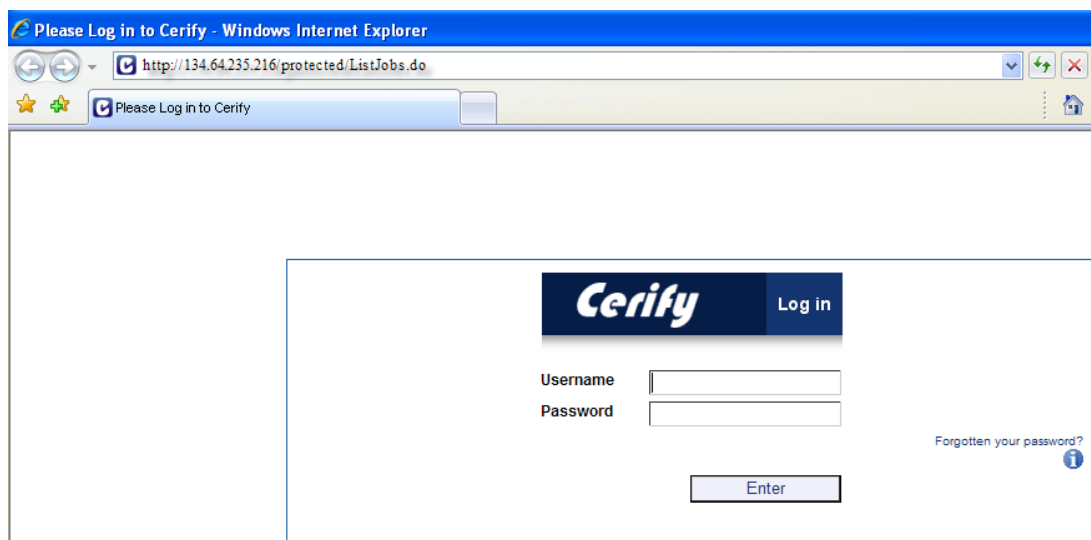 Please Log in to Cerify - Windows Internet Explorer
http://134.64.235.216/protected/ListJobs.do
Please Log in to Cerify
Cerify
Log in
Username
Password
Forgotten your password?
Enter